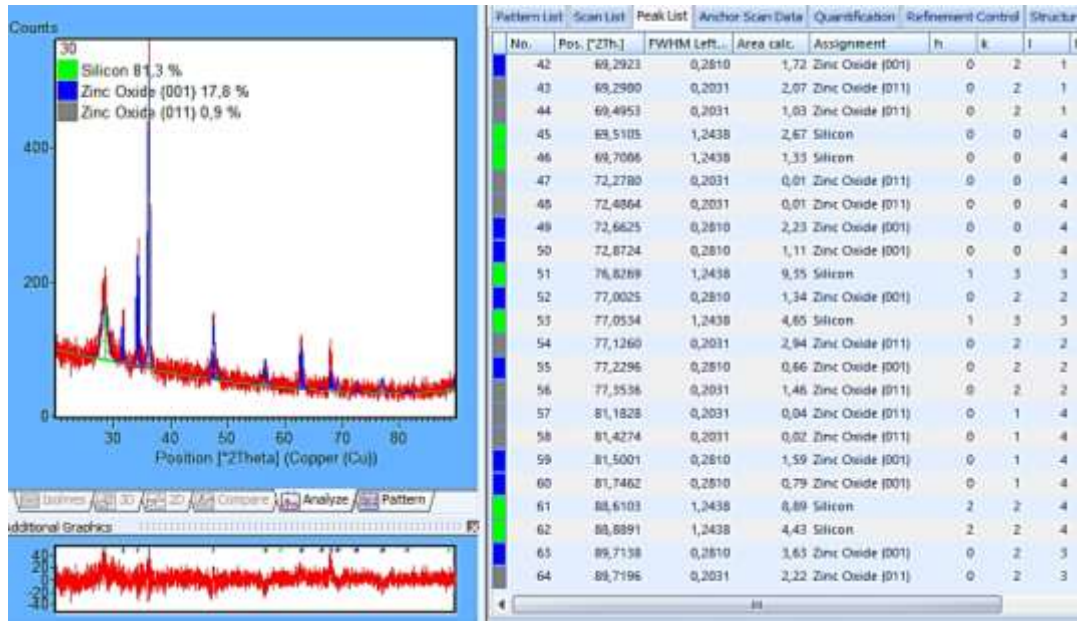 Counts
30
Silicon 81,3 %
Zinc Oxide (001) 17,8 %
Zinc Oxide (011) 0,9 %
400
200
0
30 40 50 60 70 80
Position [°2Theta] (Copper (Cu))
Isolines 3D 2D Compare Analyze Pattern
Additional Graphics
40
20
0
-20
-40
Pattern List Scan List Peak List Anchor Scan Data Quantification Refinement Control Structur
No. Pos. [°2Th.] FWHM Left... Area calc. Assignment h k l
42 69,2923 0,2810 1,72 Zinc Oxide (001) 0 2 1
43 69,2980 0,2031 2,07 Zinc Oxide (011) 0 2 1
44 69,4953 0,2031 1,03 Zinc Oxide (011) 0 2 1
45 69,5105 1,2438 2,67 Silicon 0 0 4
46 69,7086 1,2438 1,33 Silicon 0 0 4
47 72,2780 0,2031 0,01 Zinc Oxide (011) 0 0 4
48 72,4864 0,2031 0,01 Zinc Oxide (011) 0 0 4
49 72,6625 0,2810 2,23 Zinc Oxide (001) 0 0 4
50 72,8724 0,2810 1,11 Zinc Oxide (001) 0 0 4
51 76,8269 1,2438 9,35 Silicon 1 3 3
52 77,0025 0,2810 1,34 Zinc Oxide (001) 0 2 2
53 77,0534 1,2438 4,65 Silicon 1 3 3
54 77,1260 0,2031 2,94 Zinc Oxide (011) 0 2 2
55 77,2296 0,2810 0,66 Zinc Oxide (001) 0 2 2
56 77,3536 0,2031 1,46 Zinc Oxide (011) 0 2 2
57 81,1828 0,2031 0,04 Zinc Oxide (011) 0 1 4
58 81,4274 0,2031 0,02 Zinc Oxide (011) 0 1 4
59 81,5001 0,2810 1,59 Zinc Oxide (001) 0 1 4
60 81,7462 0,2810 0,79 Zinc Oxide (001) 0 1 4
61 88,6103 1,2438 8,89 Silicon 2 2 4
62 88,8891 1,2438 4,43 Silicon 2 2 4
63 89,7138 0,2810 3,63 Zinc Oxide (001) 0 2 3
64 89,7196 0,2031 2,22 Zinc Oxide (011) 0 2 3